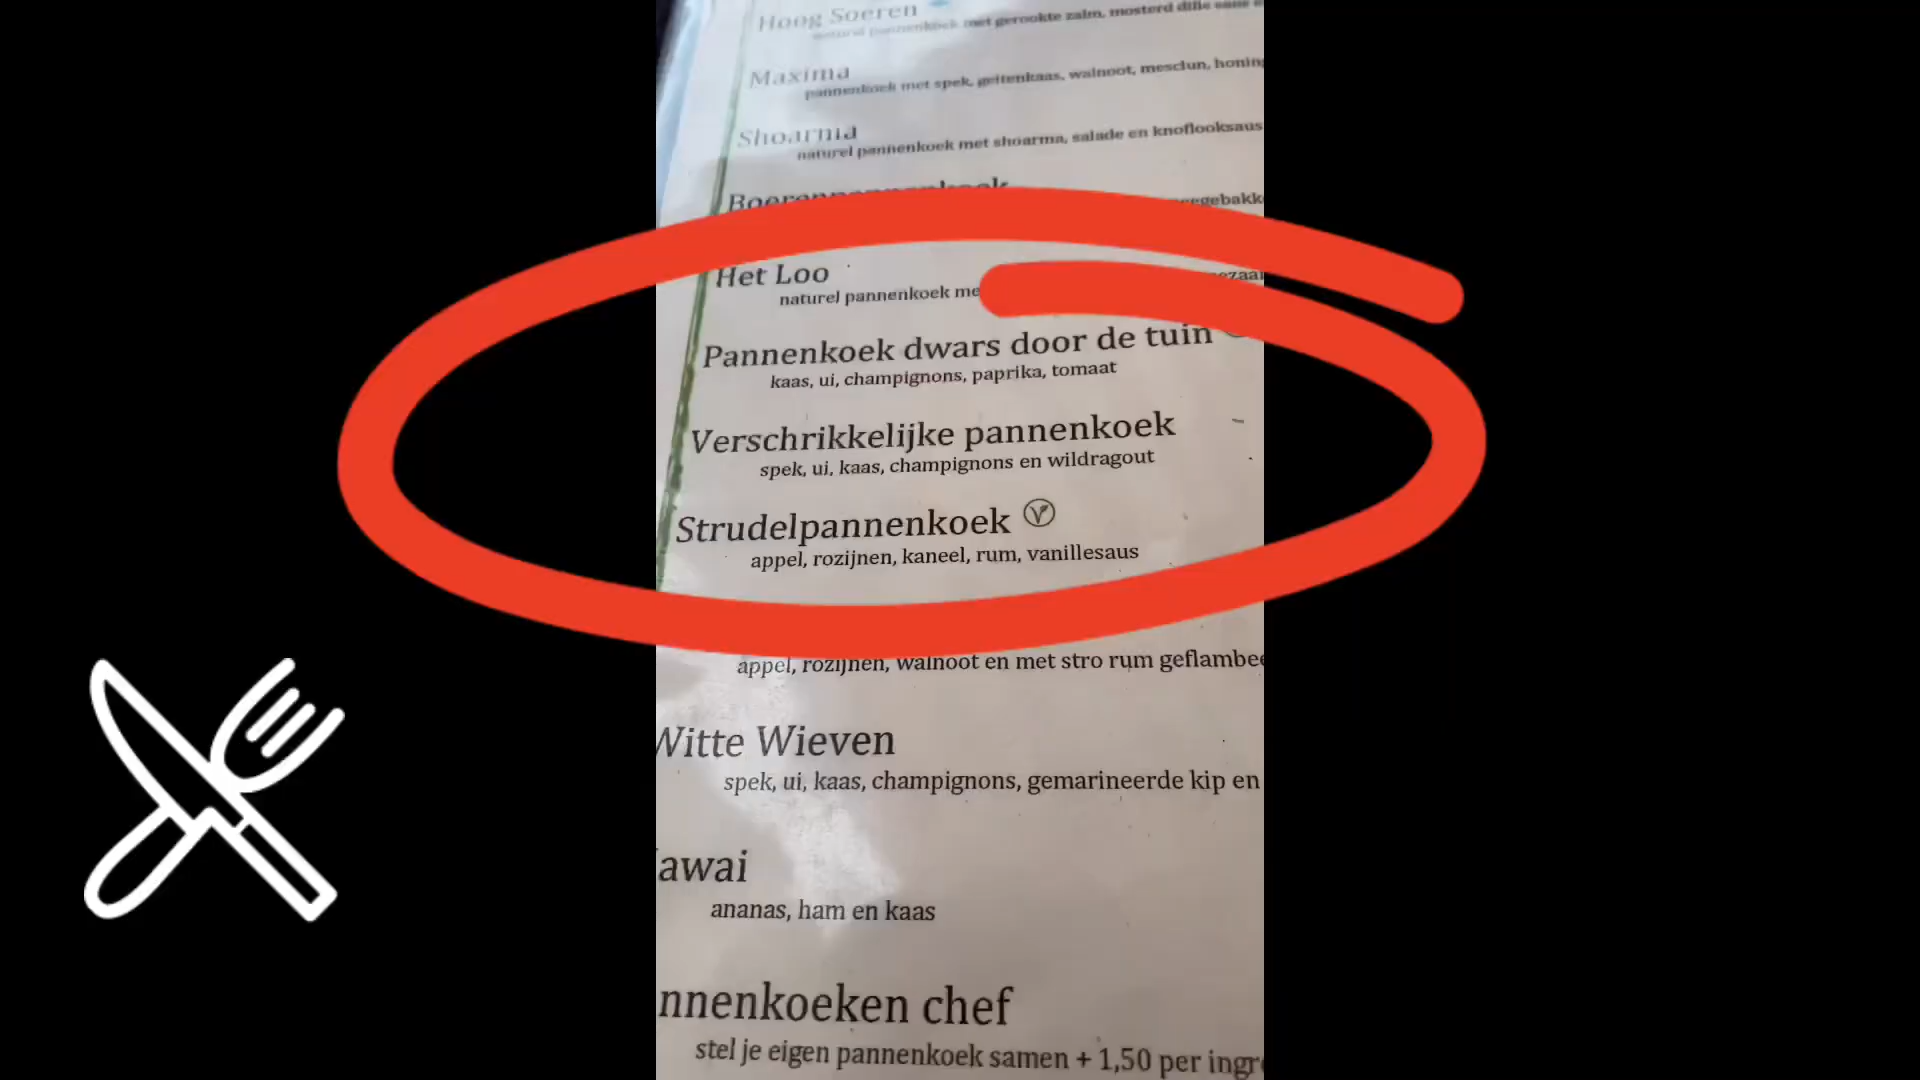 Hoog Soeren
naturel pannenkoek met gerookte zalm, mosterd dille
Maxima
pannenkoek met spek, geitenkaas, walnoot, mesclun, honing
Shoarma
naturel pannenkoek met shoarma, salade en knoflooksaus
Het Loo
naturel pannenkoek
Pannenkoek dwars door de tuin
kaas, ui, champignons, paprika, tomaat
Verschrikkelijke pannenkoek
spek, ui, kaas, champignons en wildragout
Strudelpannenkoek
appel, rozijnen, kaneel, rum, vanillesaus
appel, rozijnen, walnoot en met stro rum
Witte Wieven
spek, ui, kaas, champignons, gemarineerde kip en
awai
ananas, ham en kaas
nnenkoeken chef
stel je eigen pannenkoek samen + 1,50 per